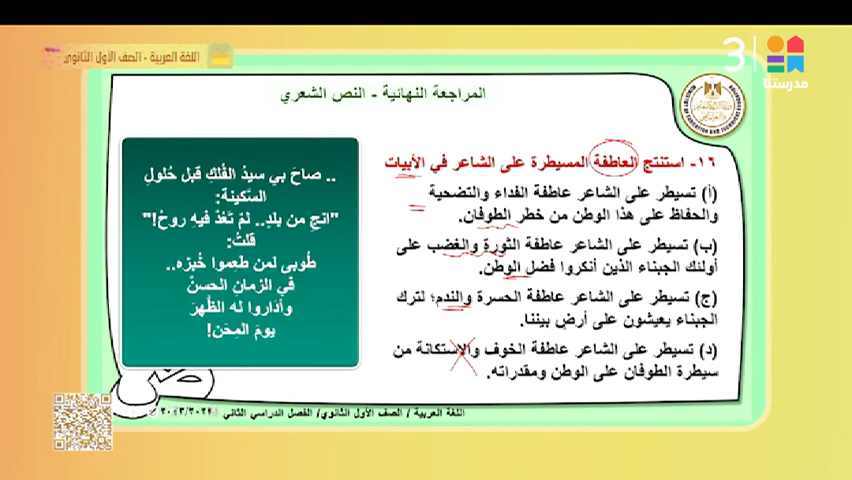 اللغة العربية - الصف الأول الثانوي
3
مدرستنا
المراجعة النهائية - النص الشعري
١٦- استنتج العاطفة المسيطرة على الشاعر في الأبيات
(أ) تسيطر على الشاعر عاطفة الفداء والتضحية
والحفاظ على هذا الوطن من خطر الطوفان.
(ب) تسيطر على الشاعر عاطفة الثورة والغضب على
أولئك الجبناء الذين أنكروا فضل الوطن.
(ج) تسيطر على الشاعر عاطفة الحسرة والندم؛ لترك
الجبناء يعيشون على أرض بيننا.
(د) تسيطر على الشاعر عاطفة الخوف والاستكانة من
سيطرة الطوفان على الوطن ومقدراته.
.. صاحَ بي سيدُ الفُلكِ قبل حُلولِ
السَّكينة:
"انجِ من بلدٍ.. لمْ تَعُدْ فيهِ روحْ!"
قلتُ:
طُوبى لمن طَعِموا خُبزَه..
في الزمانِ الحسنْ
وأداروا له الظَّهرَ
يومَ المِحَن!
اللغة العربية / الصف الأول الثانوي/ الفصل الدراسي الثاني